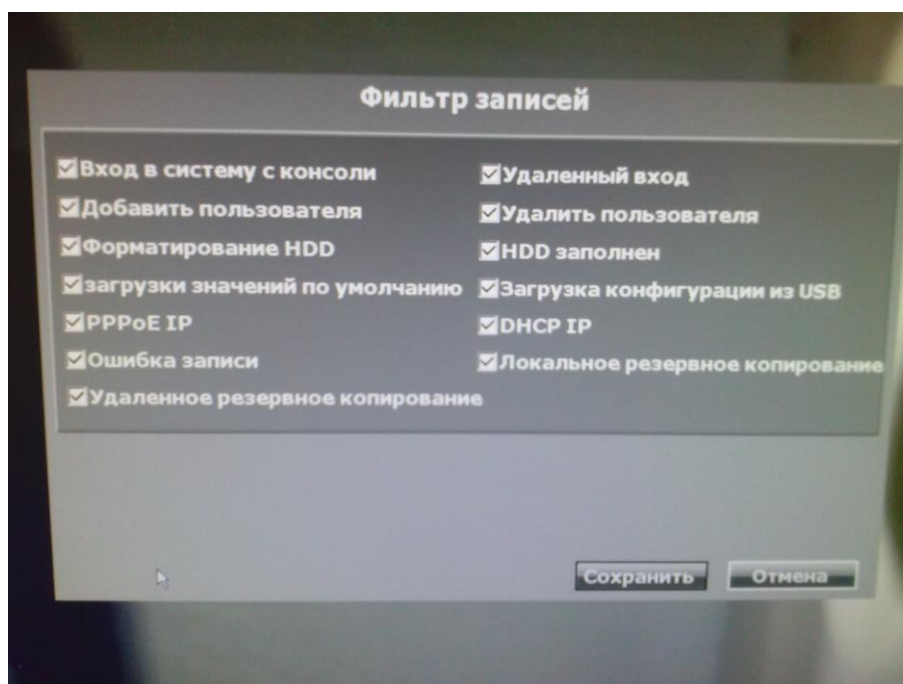 Фильтр записей
Вход в систему с консоли
Удаленный вход
Добавить пользователя
Удалить пользователя
Форматирование HDD
HDD заполнен
загрузки значений по умолчанию
Загрузка конфигурации из USB
PPPoE IP
DHCP IP
Ошибка записи
Локальное резервное копирование
Удаленное резервное копирование
Сохранить
Отмена